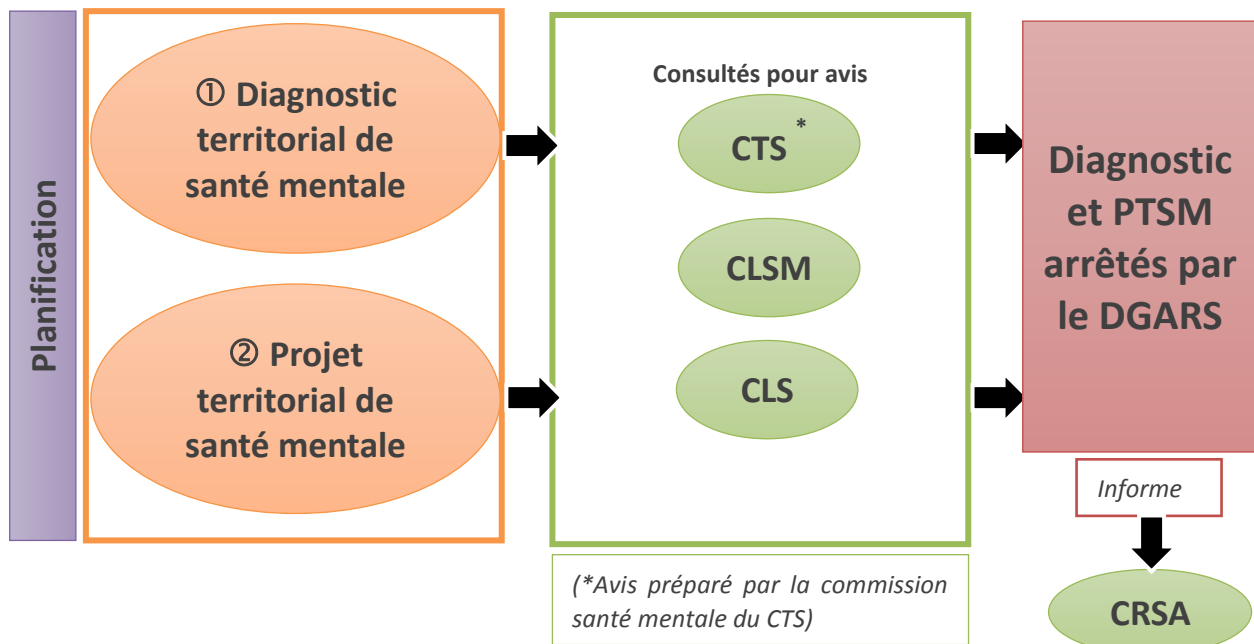 Planification
① Diagnostic
territorial de
santé mentale
② Projet
territorial de
santé mentale
Consultés pour avis
CTS *
CLSM
CLS
(*Avis préparé par la commission
santé mentale du CTS)
Diagnostic
et PTSM
arrêtés par
le DGARS
Informe
CRSA